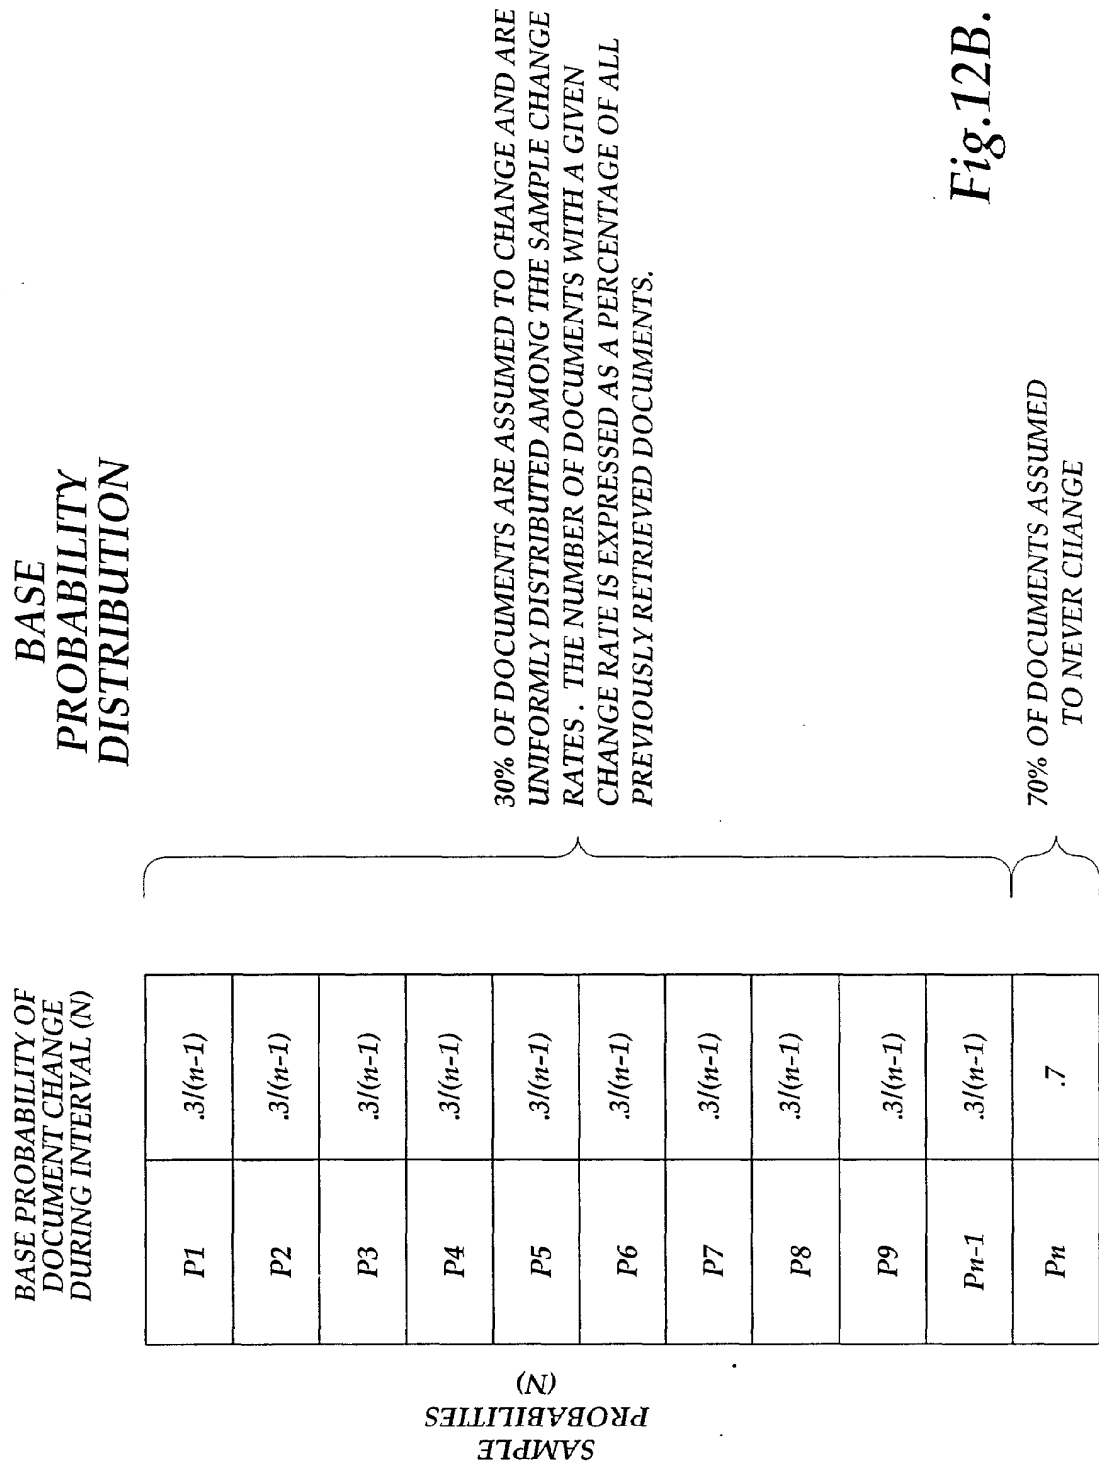 BASE
PROBABILITY
DISTRIBUTION
BASE PROBABILITY OF
DOCUMENT CHANGE
DURING INTERVAL (N)
SAMPLE
PROBABILITIES
(N)
P1 .3/(n-1)
P2 .3/(n-1)
P3 .3/(n-1)
P4 .3/(n-1)
P5 .3/(n-1)
P6 .3/(n-1)
P7 .3/(n-1)
P8 .3/(n-1)
P9 .3/(n-1)
Pn-1 .3/(n-1)
Pn .7
30% OF DOCUMENTS ARE ASSUMED TO CHANGE AND ARE
UNIFORMLY DISTRIBUTED AMONG THE SAMPLE CHANGE
RATES . THE NUMBER OF DOCUMENTS WITH A GIVEN
CHANGE RATE IS EXPRESSED AS A PERCENTAGE OF ALL
PREVIOUSLY RETRIEVED DOCUMENTS.
70% OF DOCUMENTS ASSUMED
TO NEVER CHANGE
Fig.12B.